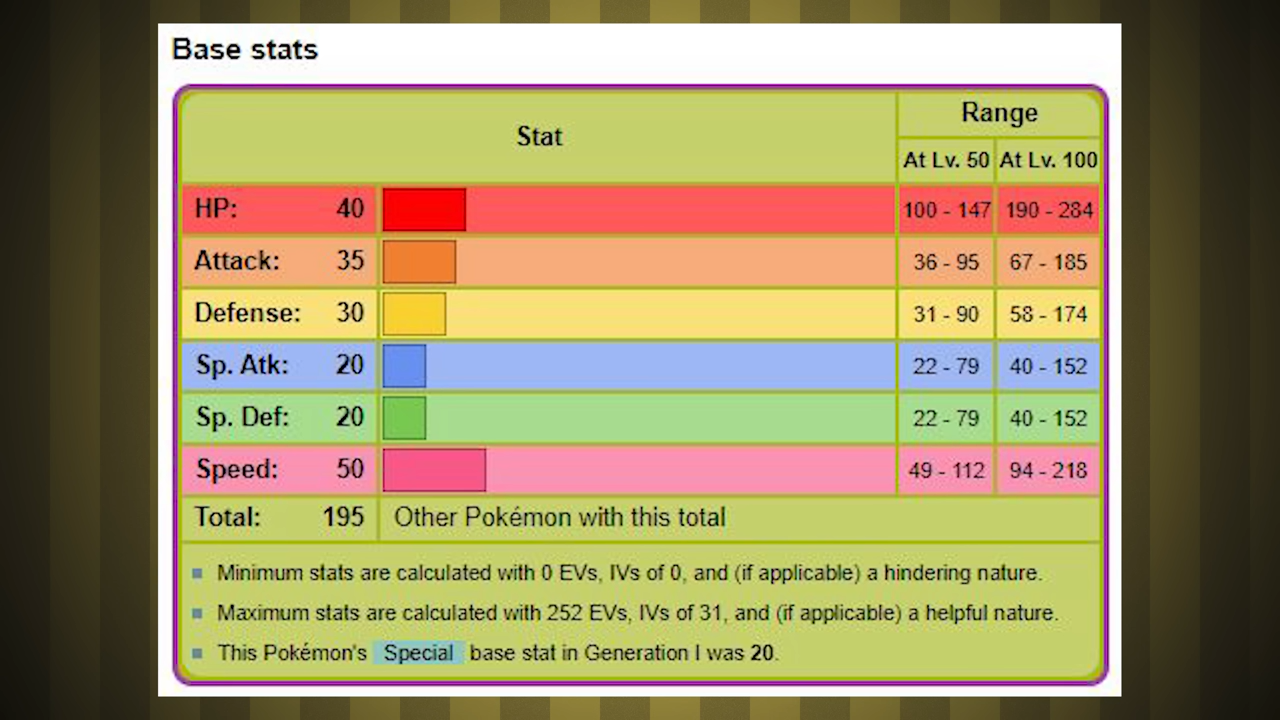 Base stats
Stat Range
At Lv. 50 At Lv. 100
HP: 40 100 - 147 190 - 284
Attack: 35 36 - 95 67 - 185
Defense: 30 31 - 90 58 - 174
Sp. Atk: 20 22 - 79 40 - 152
Sp. Def: 20 22 - 79 40 - 152
Speed: 50 49 - 112 94 - 218
Total: 195 Other Pokémon with this total
Minimum stats are calculated with 0 EVs, IVs of 0, and (if applicable) a hindering nature.
Maximum stats are calculated with 252 EVs, IVs of 31, and (if applicable) a helpful nature.
This Pokémon's Special base stat in Generation I was 20.